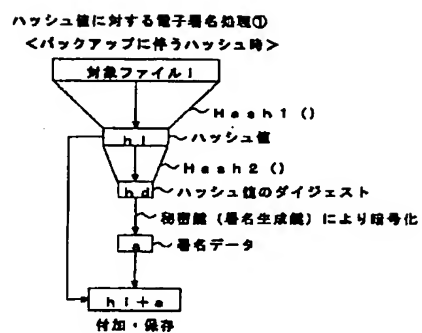 ハッシュ値に対する電子署名処理①
<バックアップに伴うハッシュ時>
対象ファイルi
Hash1 ()
hi
ハッシュ値
Hash2 ()
hd
ハッシュ値のダイジェスト
秘密鍵(署名生成鍵)により暗号化
署名データ
hi+a
付加・保存